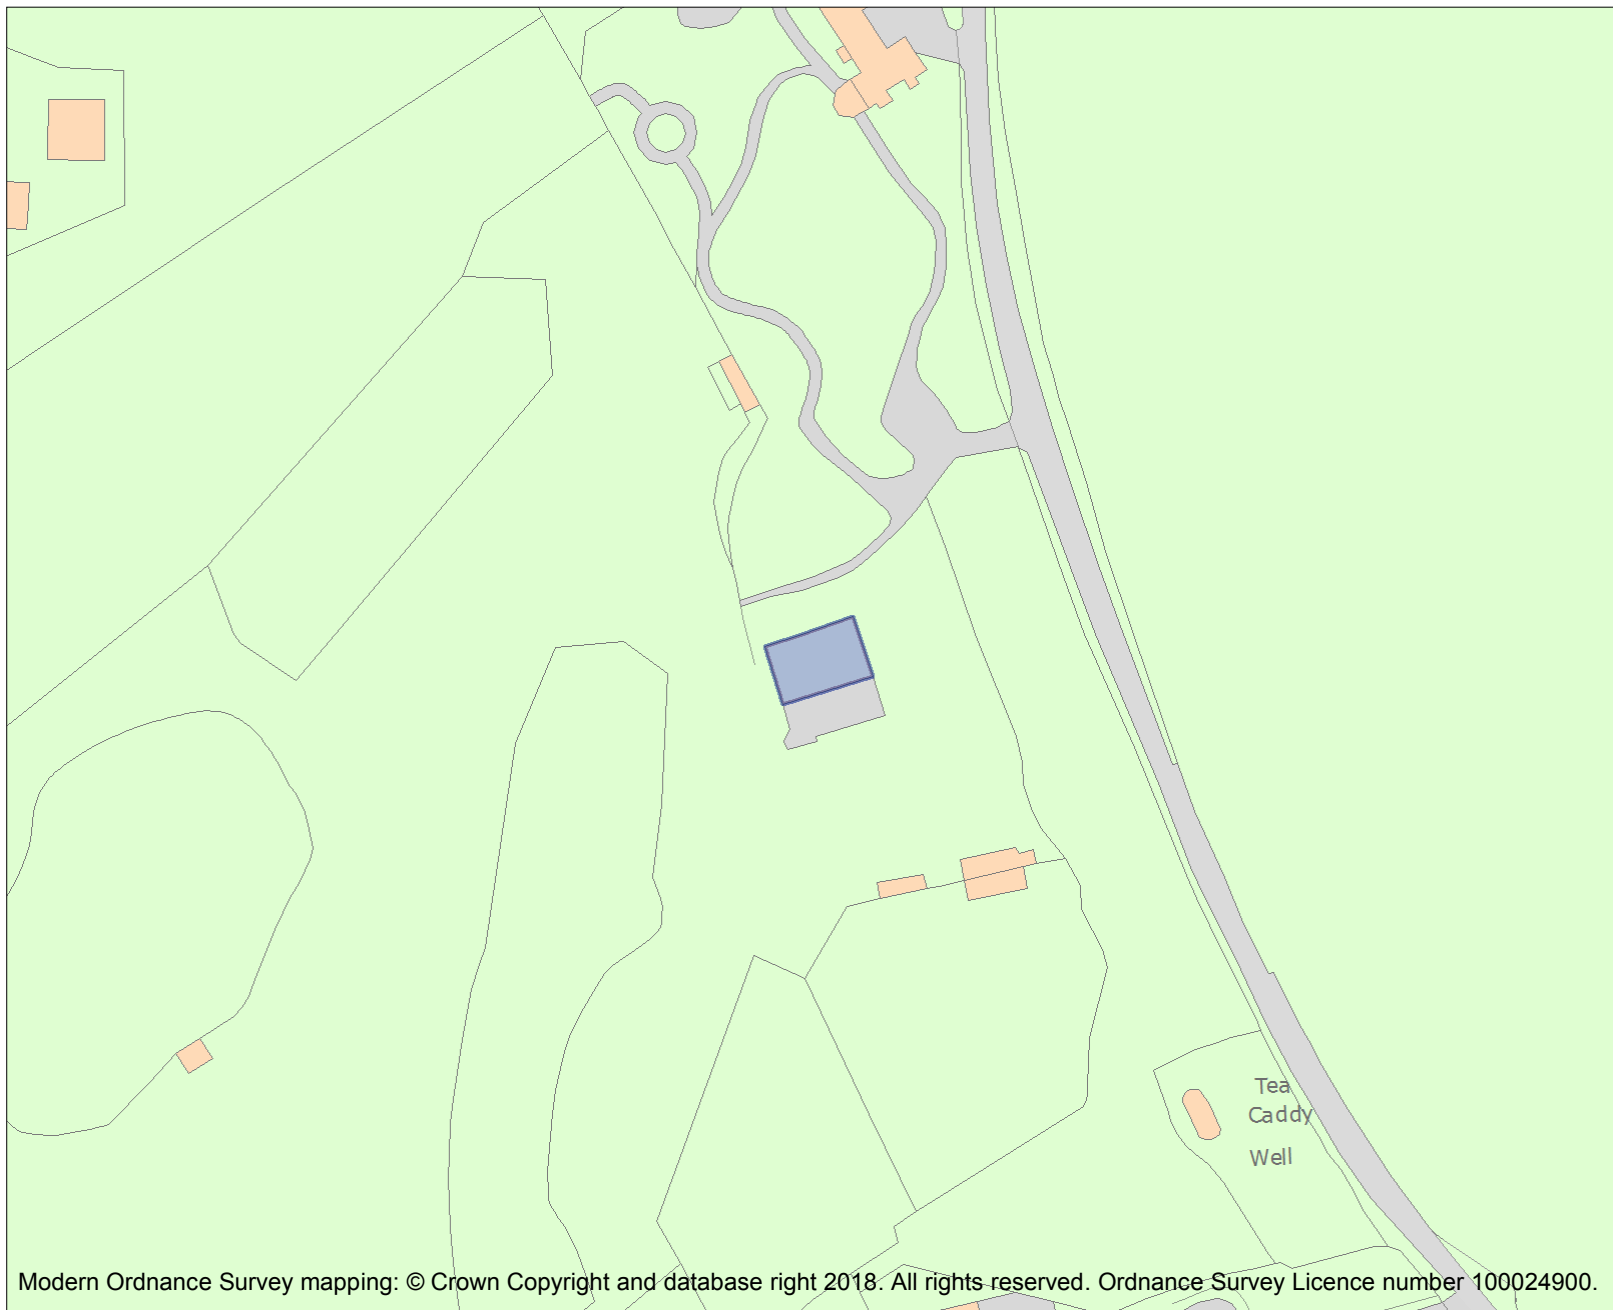 Tea
Caddy
Well
Modern Ordnance Survey mapping: © Crown Copyright and database right 2018. All rights reserved. Ordnance Survey Licence number 100024900.